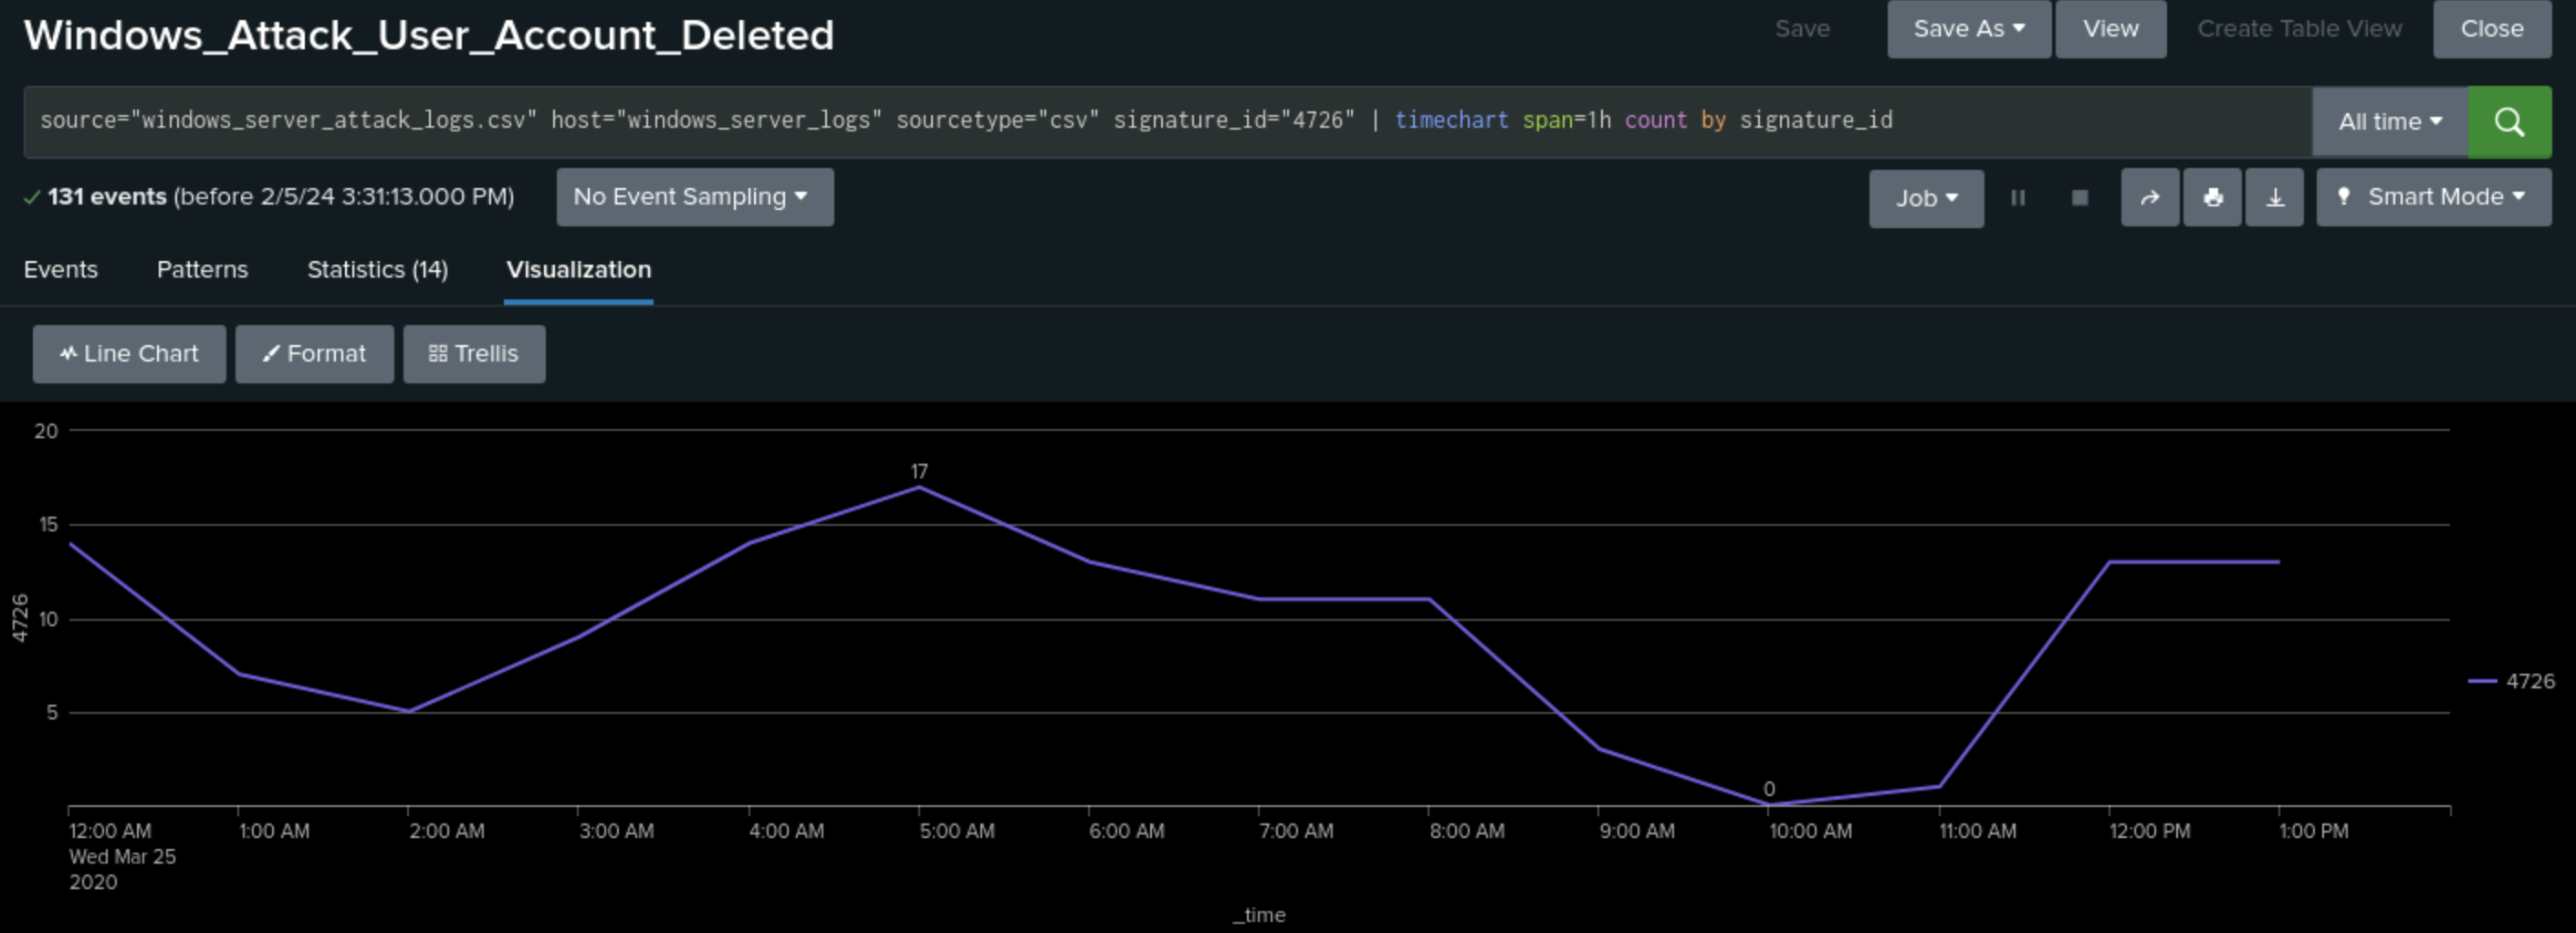 Windows_Attack_User_Account_Deleted
Save
Save As
View
Create Table View
Close
source="windows_server_attack_logs.csv" host="windows_server_logs" sourcetype="csv" signature_id="4726" | timechart span=1h count by signature_id
All time
131 events (before 2/5/24 3:31:13.000 PM)
No Event Sampling
Job
Smart Mode
Events
Patterns
Statistics (14)
Visualization
Line Chart
Format
Trellis
20
17
15
4726
10
4726
5
0
12:00 AM
1:00 AM
2:00 AM
3:00 AM
4:00 AM
5:00 AM
6:00 AM
7:00 AM
8:00 AM
9:00 AM
10:00 AM
11:00 AM
12:00 PM
1:00 PM
Wed Mar 25
2020
_time